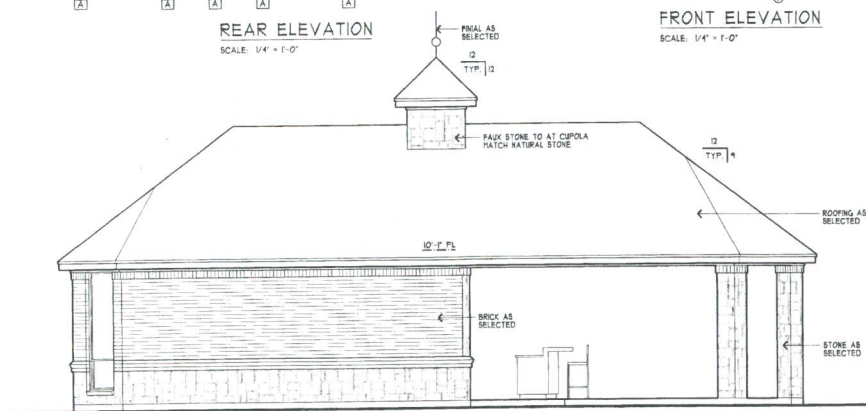 A A A A A
REAR ELEVATION
SCALE: 1/4" = 1'-0"
FRONT ELEVATION
SCALE: 1/4" = 1'-0"
FINIAL AS
SELECTED
12
TYP. 12
FAUX STONE TO AT CUPOLA
MATCH NATURAL STONE
12
TYP. 9
ROOFING AS
SELECTED
10'-1" PL
BRICK AS
SELECTED
STONE AS
SELECTED